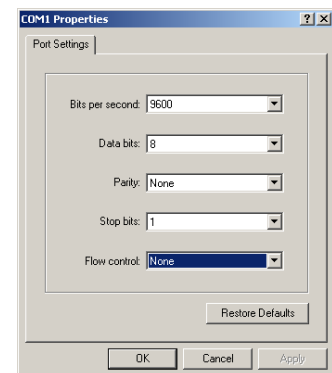 COM1 Properties
Port Settings
Bits per second: 9600
Data bits: 8
Parity: None
Stop bits: 1
Flow control: None
Restore Defaults
OK Cancel Apply